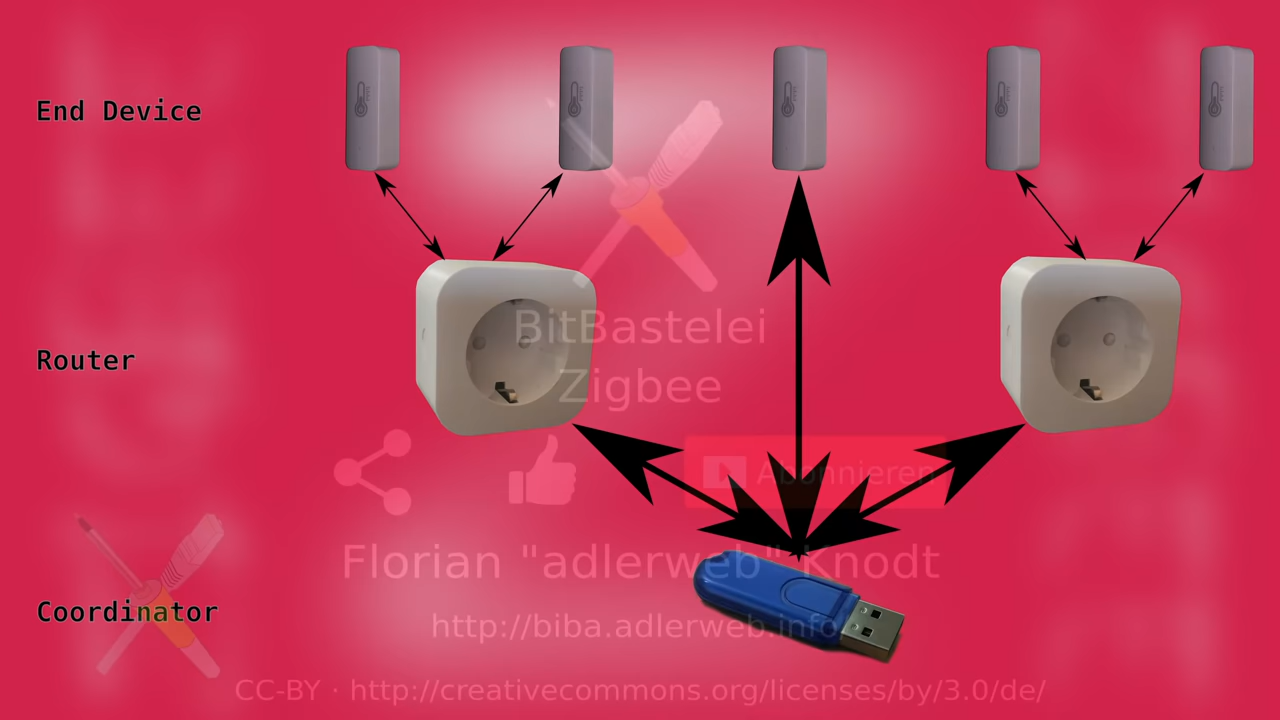 End Device
BitBastelei
Router
Zigbee
Abonnieren
Florian "adlerweb" Knodt
Coordinator
http://biba.adlerweb.info
CC-BY · http://creativecommons.org/licenses/by/3.0/de/